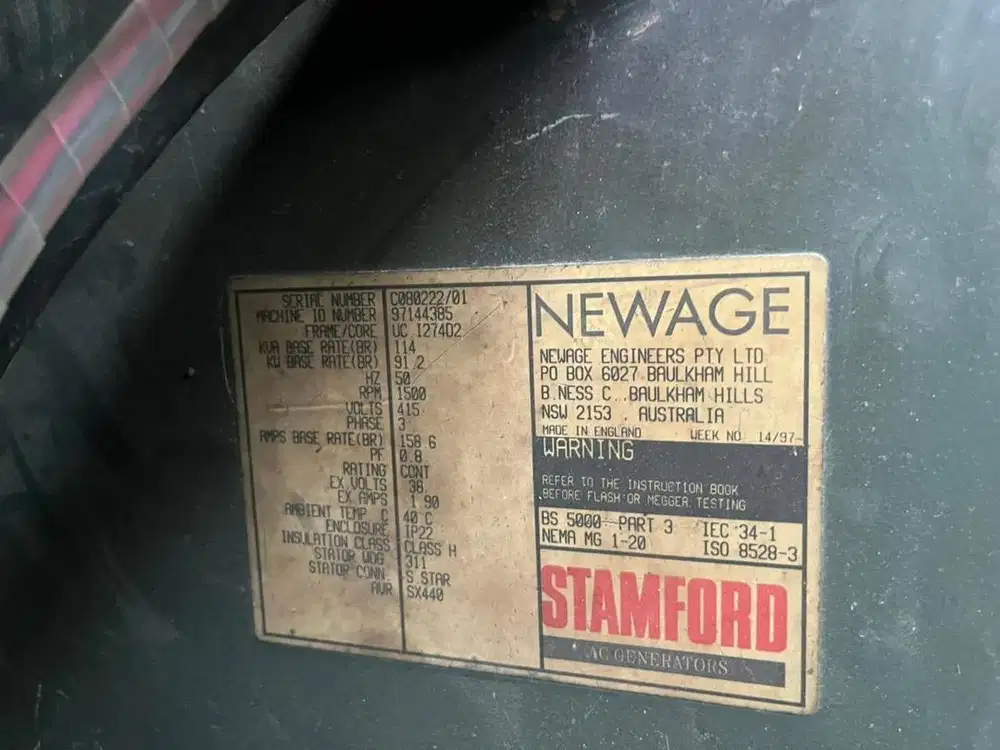 SERIAL NUMBER C080222/01
MACHINE ID NUMBER 97144385
FRAME/CORE UC I274D2
KVA BASE RATE(BR) 114
KW BASE RATE(BR) 91.2
HZ 50
RPM 1500
VOLTS 415
PHASE 3
AMPS BASE RATE(BR) 158 6
PF 0.8
RATING CONT
EX VOLTS 38
EX AMPS 1 90
AMBIENT TEMP C 40 C
ENCLOSURE IP22
INSULATION CLASS CLASS H
STATOR WDG 311
STATOR CONN S STAR
AVR SX440
NEWAGE
NEWAGE ENGINEERS PTY LTD
PO BOX 6027 BAULKHAM HILL
B.NESS C. BAULKHAM HILLS
NSW 2153 . AUSTRALIA
MADE IN ENGLAND WEEK NO 14/97
WARNING
REFER TO THE INSTRUCTION BOOK
BEFORE FLASH OR MEGGER TESTING
BS 5000 PART 3 IEC 34-1
NEMA MG 1-20 ISO 8528-3
STAMFORD
AC GENERATORS